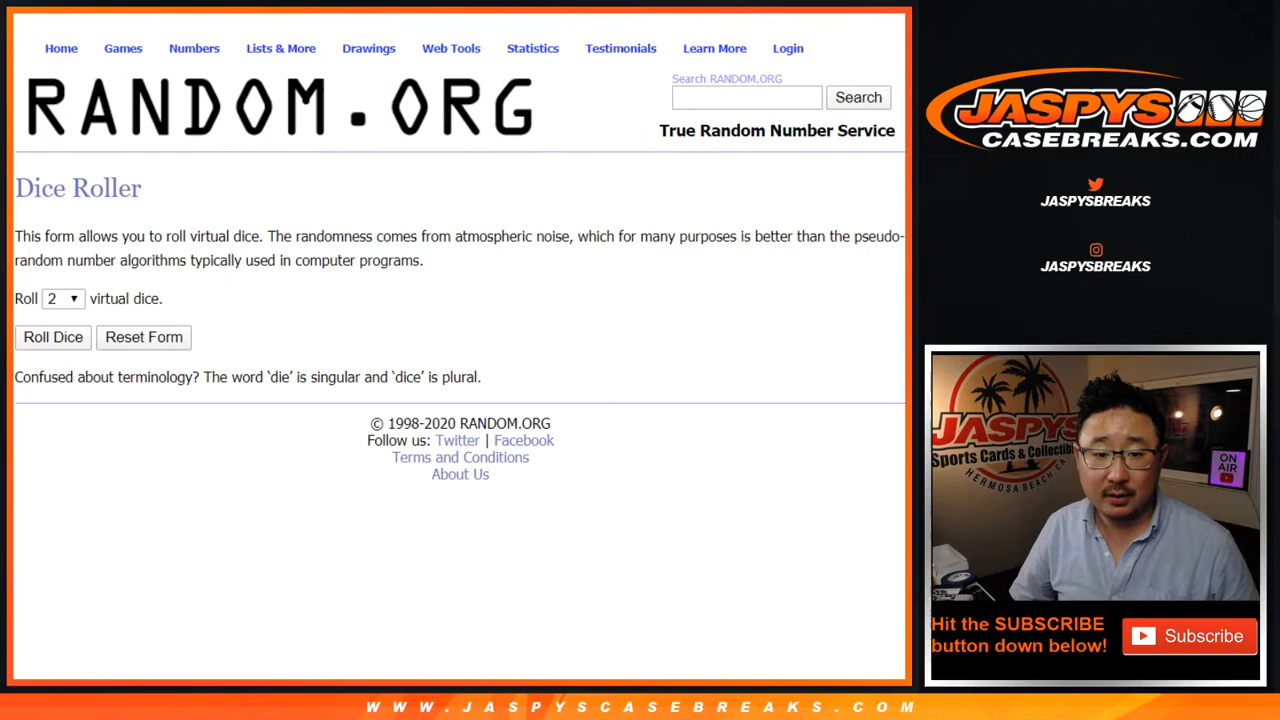 Home Games Numbers Lists & More Drawings Web Tools Statistics Testimonials Learn More Login
RANDOM.ORG
Search RANDOM.ORG
Search
True Random Number Service
Dice Roller
This form allows you to roll virtual dice. The randomness comes from atmospheric noise, which for many purposes is better than the pseudo-
random number algorithms typically used in computer programs.
Roll 2 virtual dice.
Roll Dice Reset Form
Confused about terminology? The word ‘die’ is singular and ‘dice’ is plural.
© 1998-2020 RANDOM.ORG
Follow us: Twitter | Facebook
Terms and Conditions
About Us
JASPYS
CASEBREAKS.COM
JASPYSBREAKS
JASPYSBREAKS
JASPYS
Sports Cards & Collectibl
HERMOSA BEACH CA
ON
AIR
Hit the SUBSCRIBE
button down below!
Subscribe
WWW.JASPYSCASEBREAKS.COM